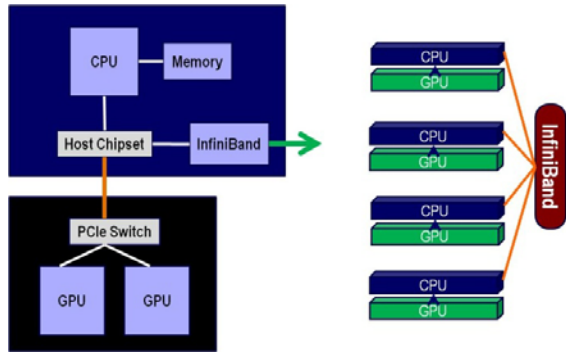 CPU
Memory
Host Chipset
InfiniBand
PCIe Switch
GPU
GPU
CPU
GPU
CPU
GPU
CPU
GPU
CPU
GPU
InfiniBand